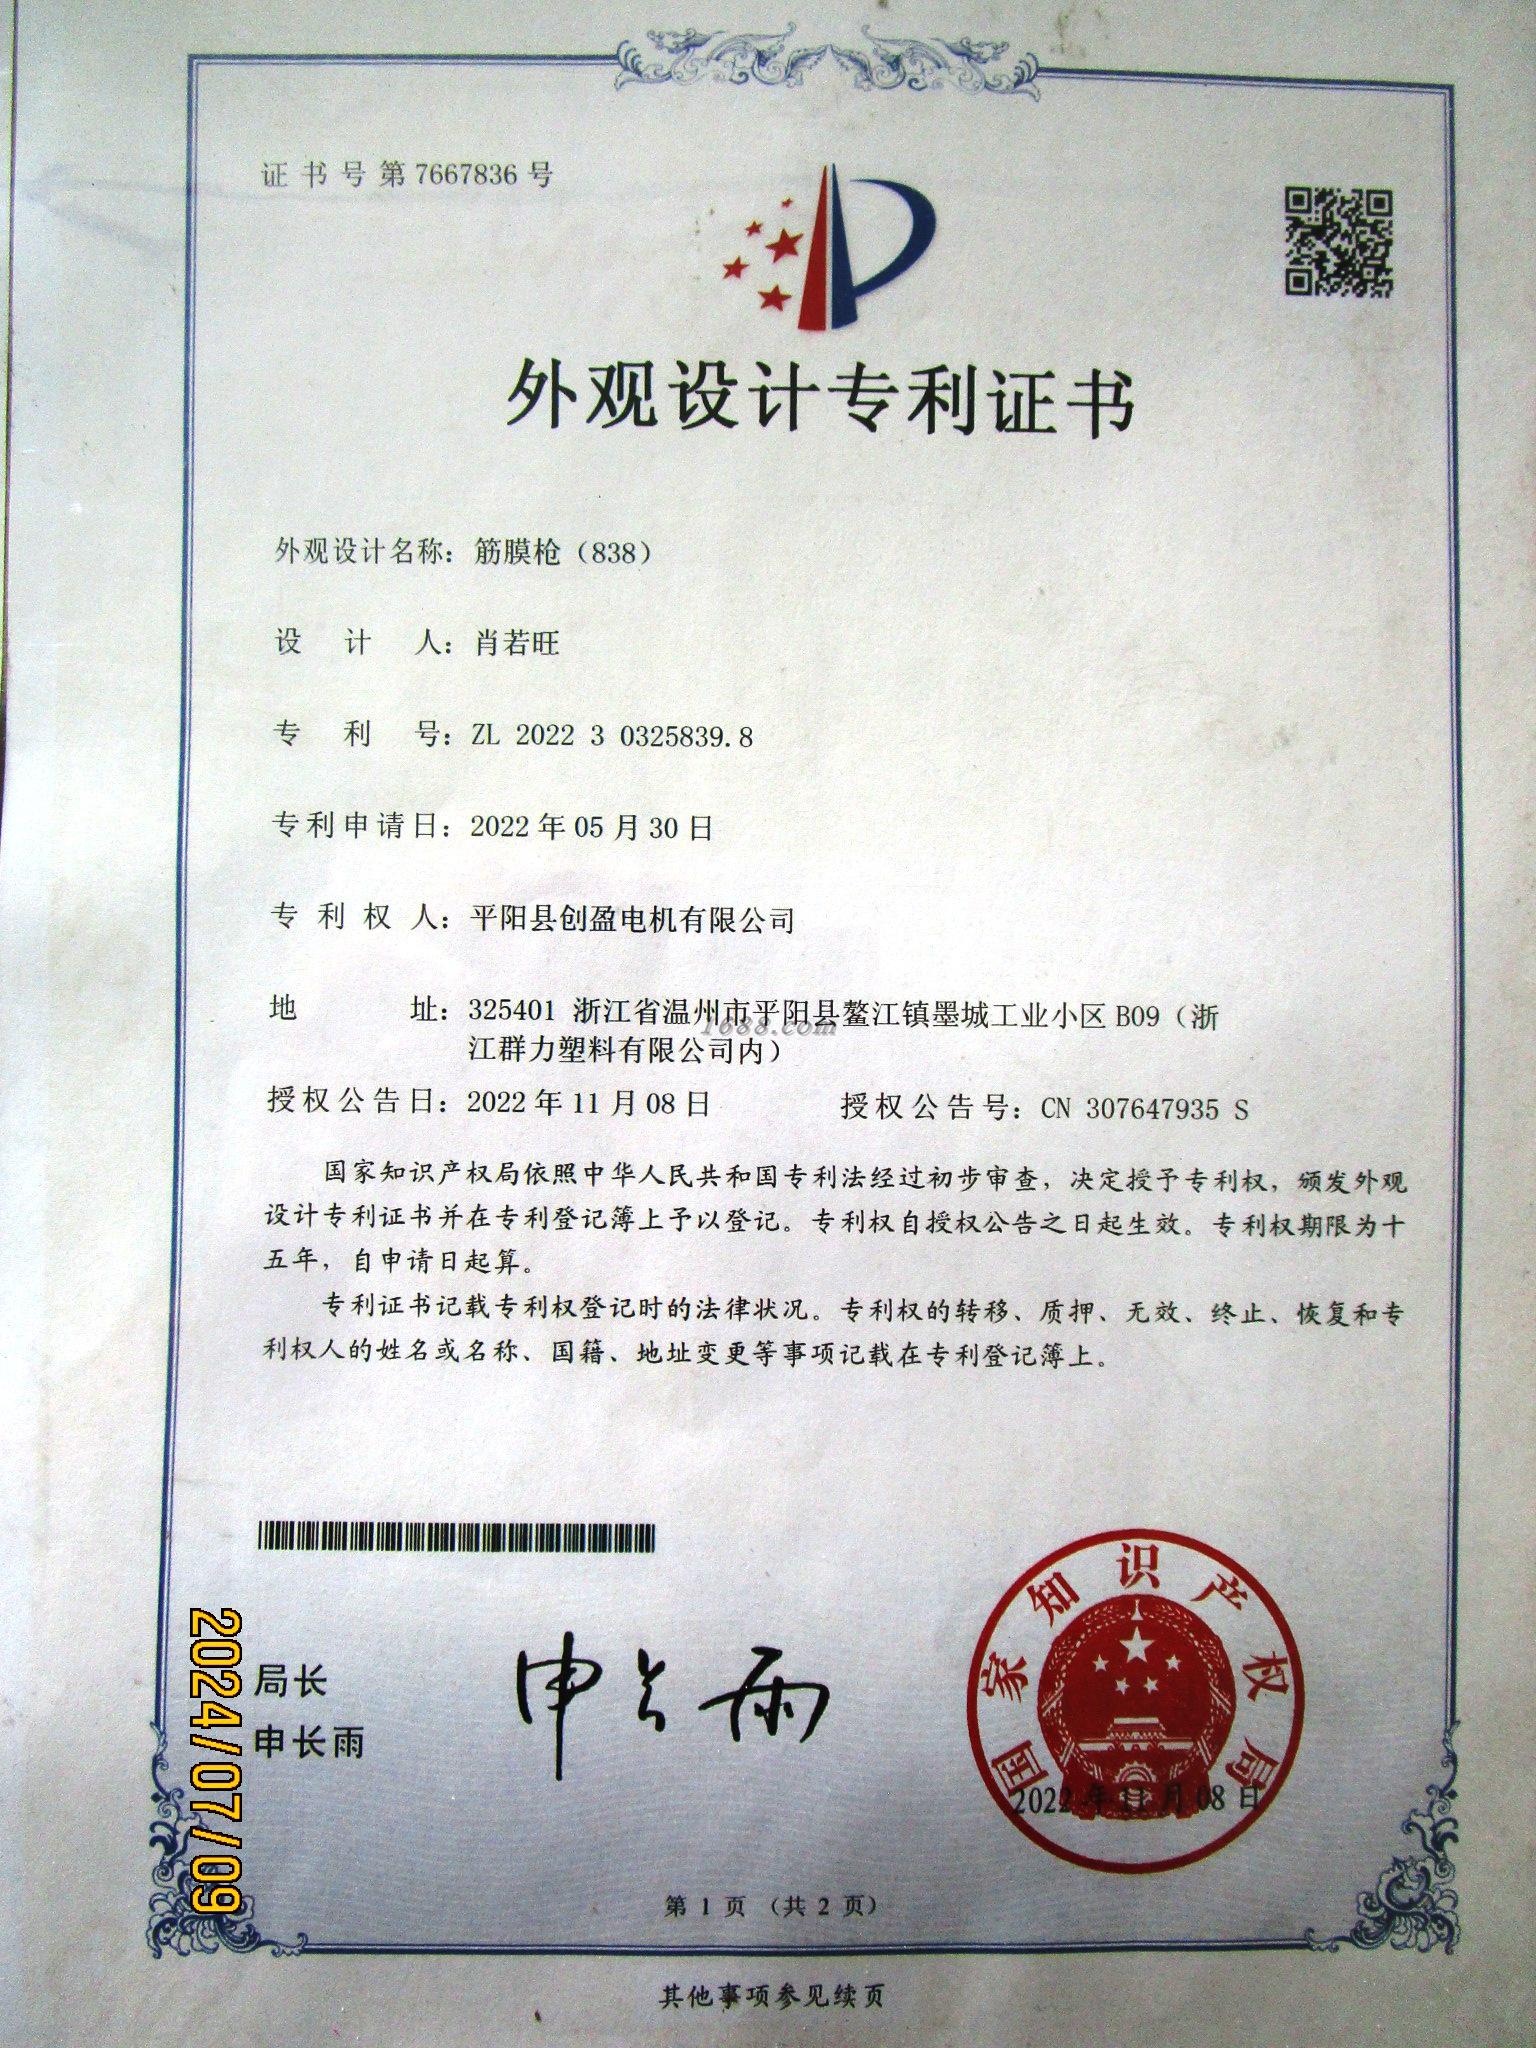 证书号第7667836号
外观设计专利证书
外观设计名称：筋膜枪（838）
设计人：肖若旺
专利号：ZL 2022 3 0325839.8
专利申请日：2022年05月30日
专利权人：平阳县创盈电机有限公司
地址：325401 浙江省温州市平阳县鳌江镇墨城工业小区B09（浙
江群力塑料有限公司内）
1688.com
授权公告日：2022年11月08日 授权公告号：CN 307647935 S
国家知识产权局依照中华人民共和国专利法经过初步审查，决定授予专利权，颁发外观
设计专利证书并在专利登记簿上予以登记。专利权自授权公告之日起生效。专利权期限为十
五年，自申请日起算。
专利证书记载专利权登记时的法律状况。专利权的转移、质押、无效、终止、恢复和专
利权人的姓名或名称、国籍、地址变更等事项记载在专利登记簿上。
局长
申长雨
申长雨
国家知识产权局
2022年11月08日
2024/07/09
第 1 页 （共 2 页）
其他事项参见续页